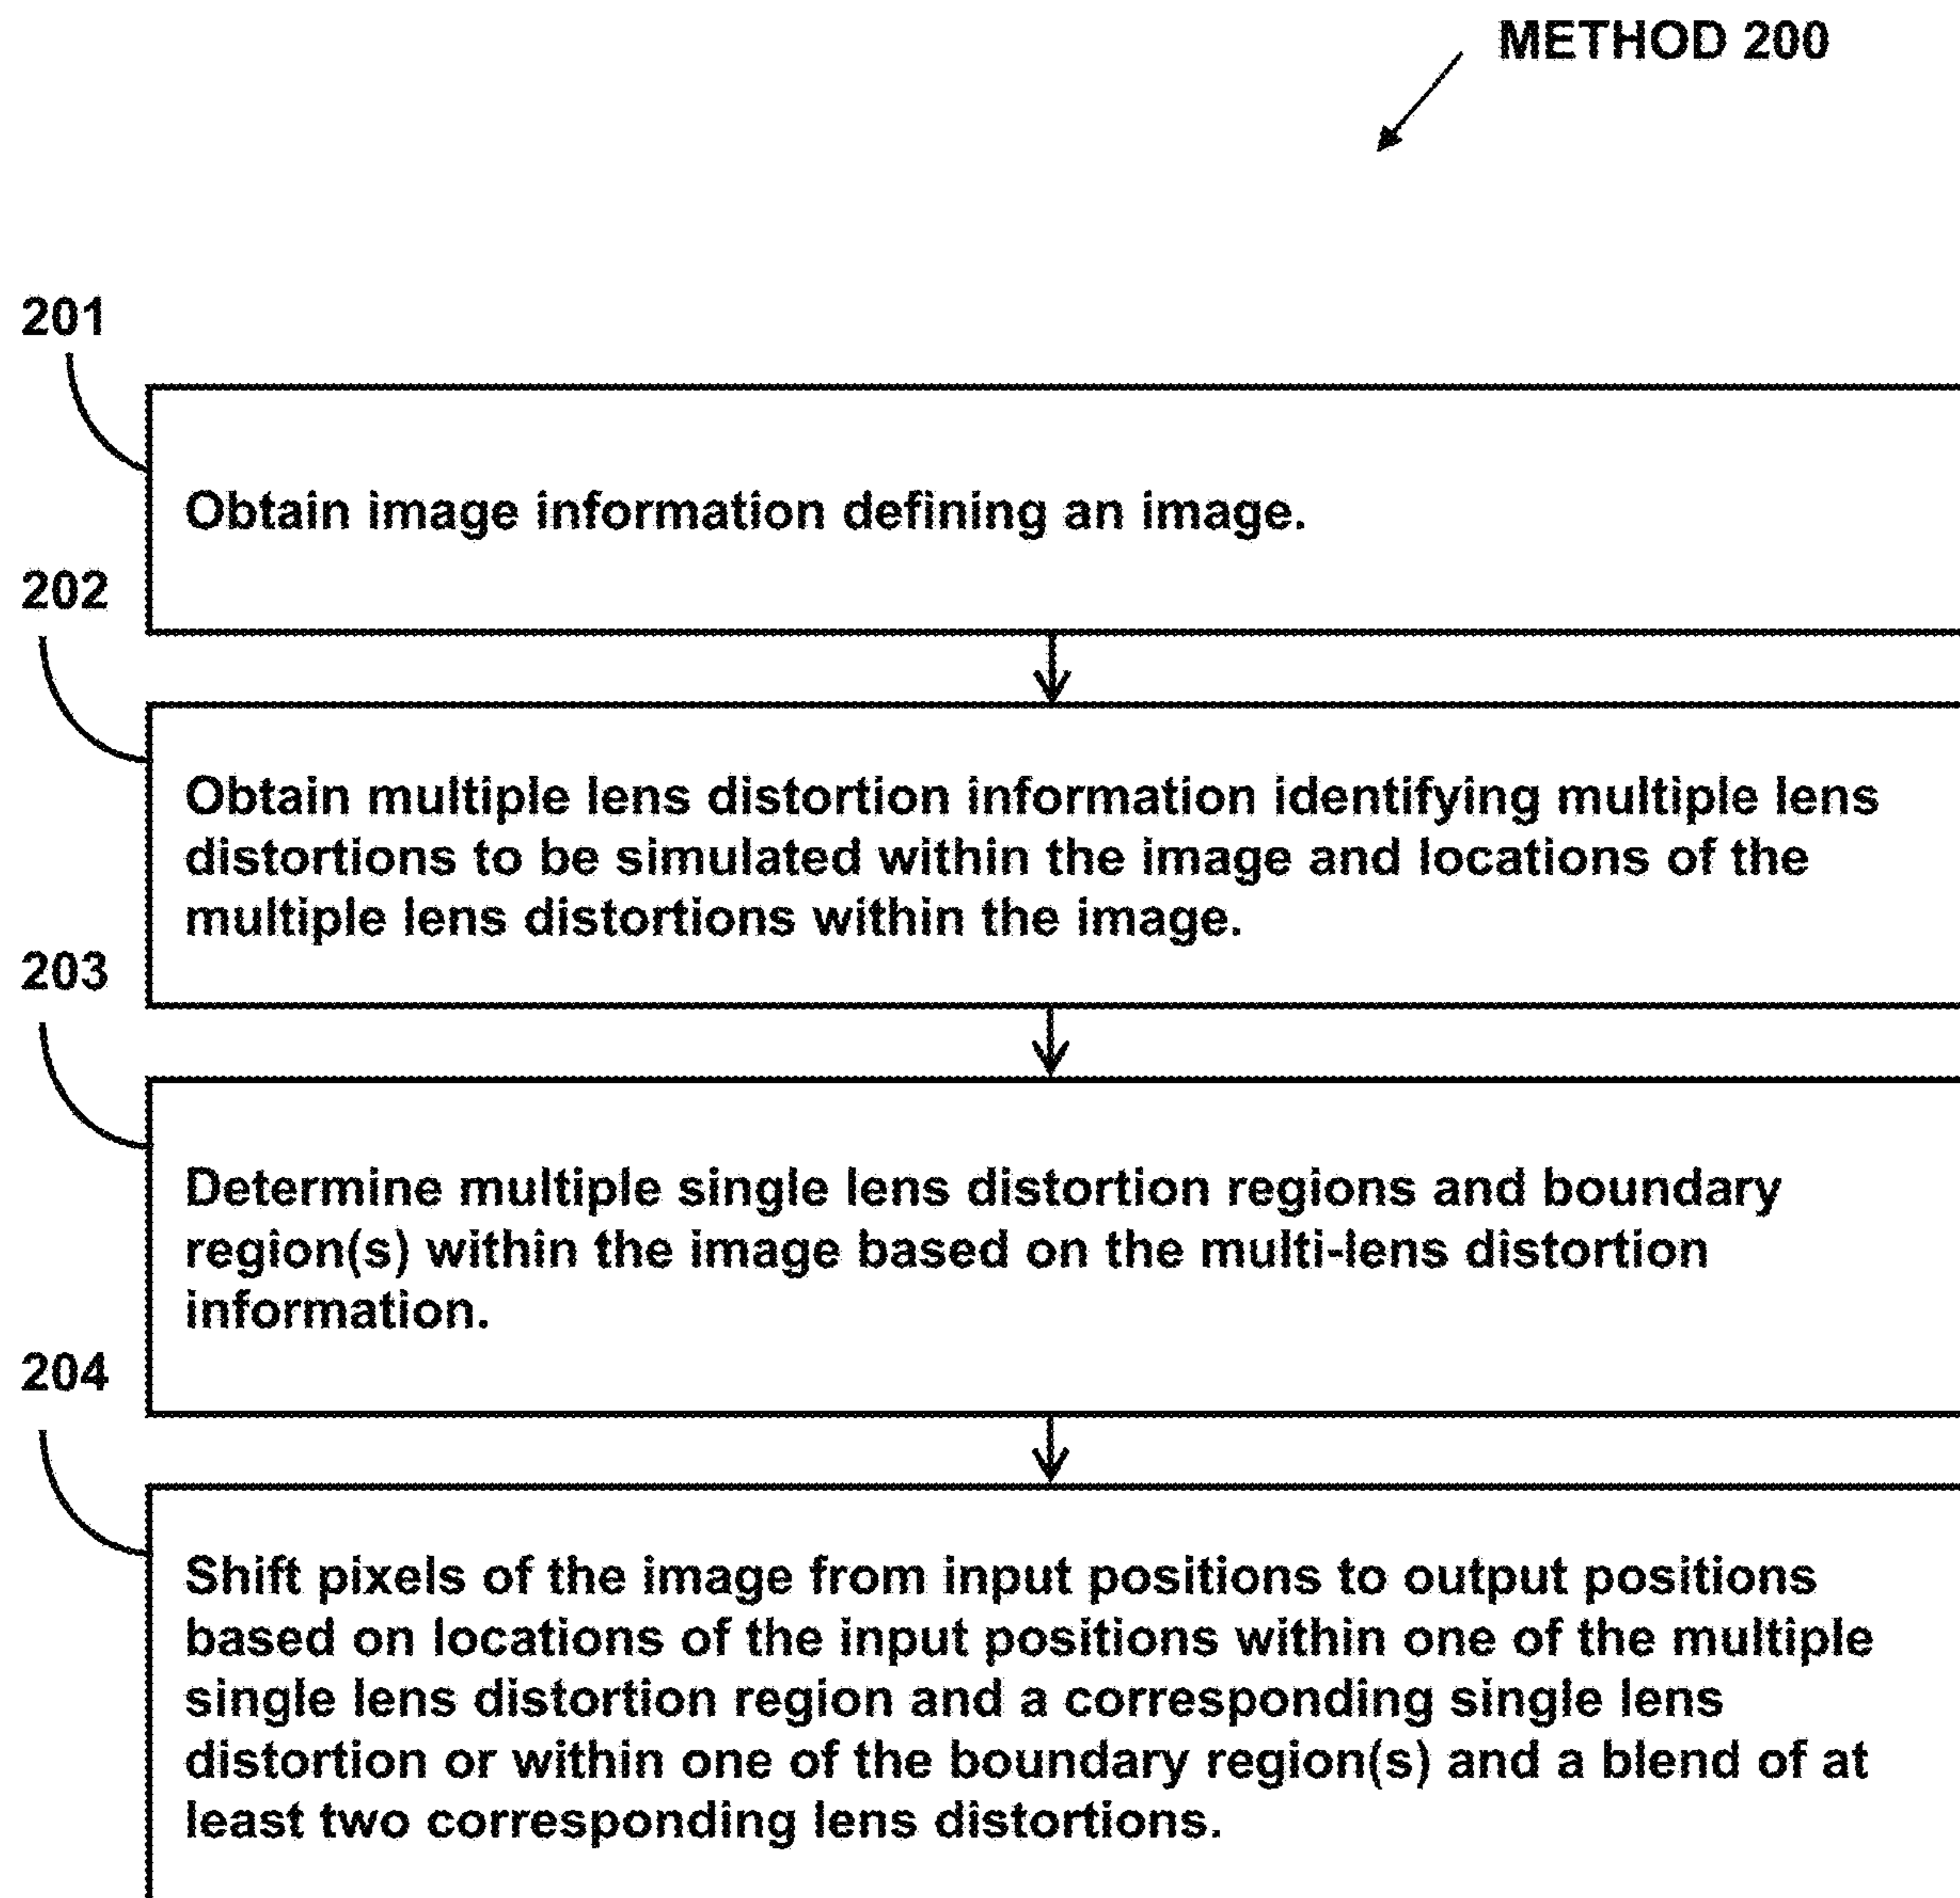 METHOD 200
201
Obtain image information defining an image.
202
Obtain multiple lens distortion information identifying multiple lens
distortions to be simulated within the image and locations of the
multiple lens distortions within the image.
203
Determine multiple single lens distortion regions and boundary
region(s) within the image based on the multi-lens distortion
information.
204
Shift pixels of the image from input positions to output positions
based on locations of the input positions within one of the multiple
single lens distortion region and a corresponding single lens
distortion or within one of the boundary region(s) and a blend of at
least two corresponding lens distortions.